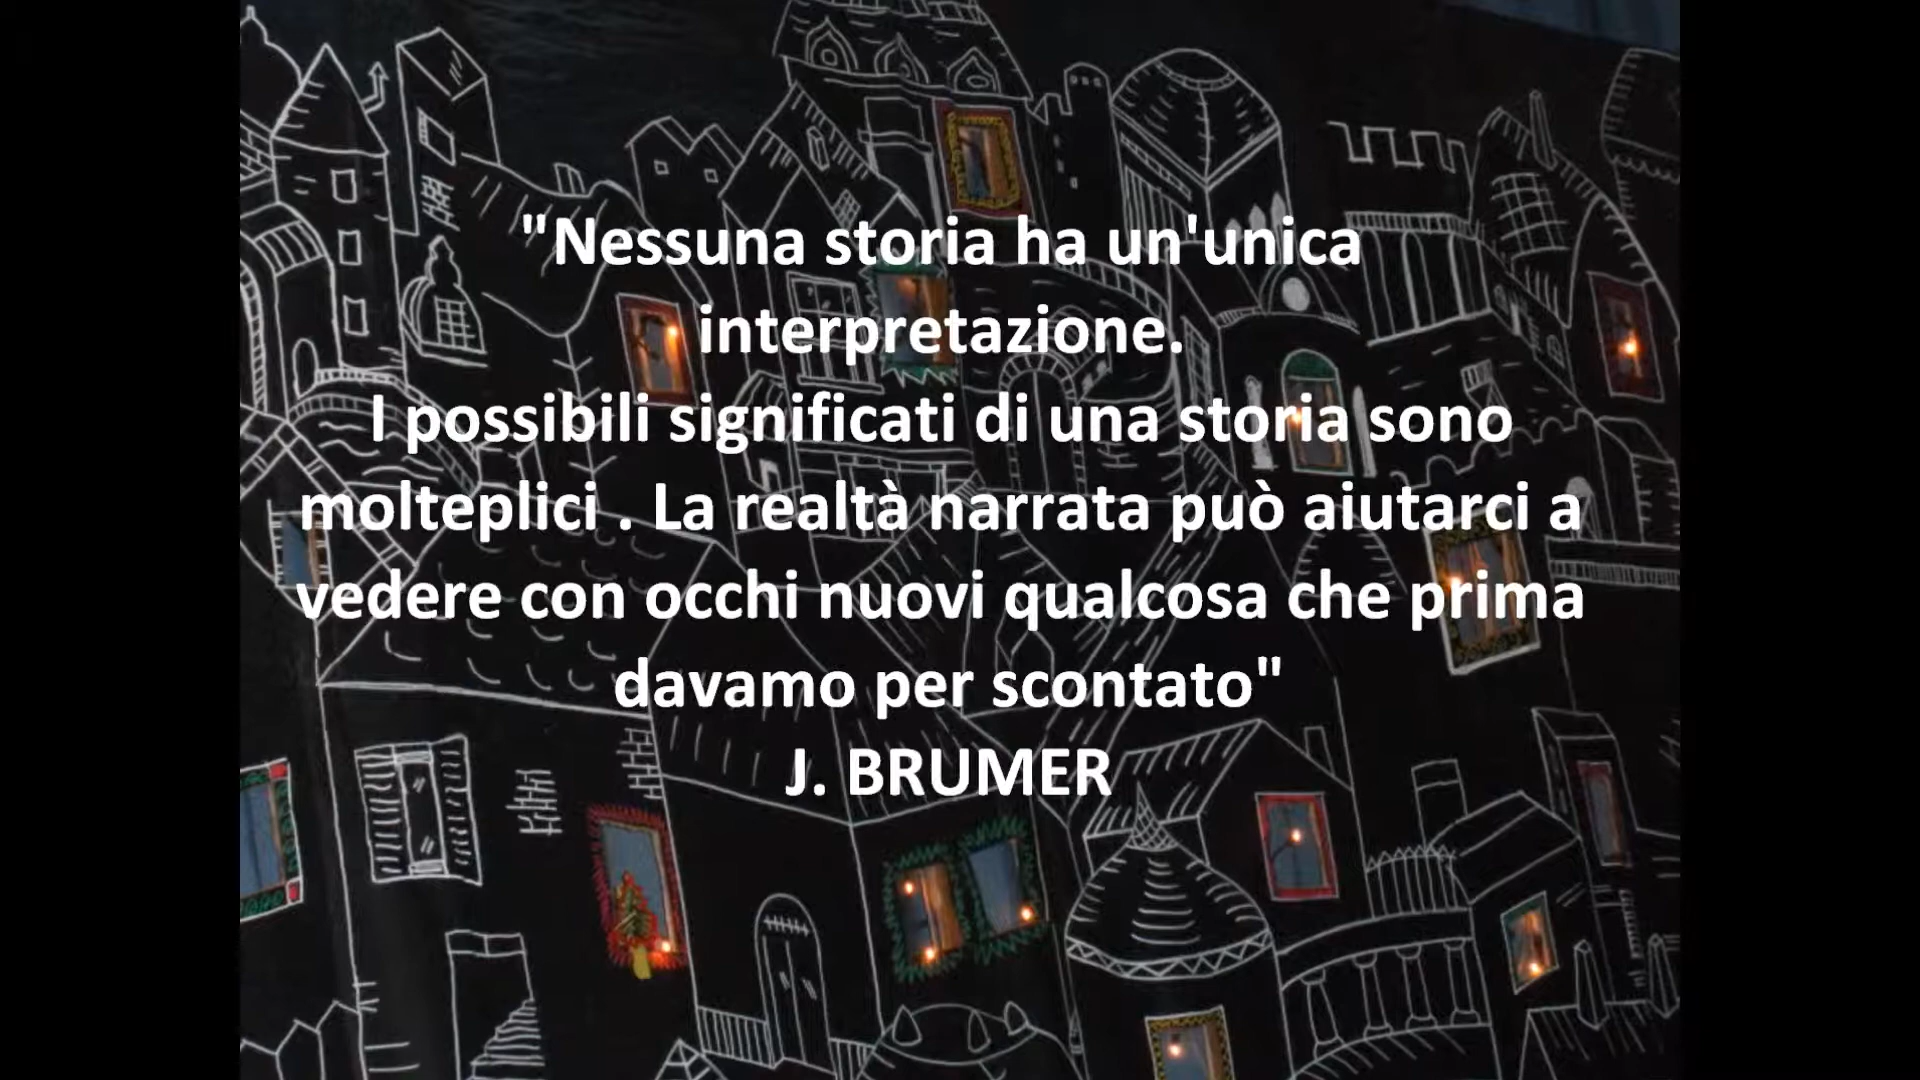 "Nessuna storia ha un'unica
interpretazione.
I possibili significati di una storia sono
molteplici . La realtà narrata può aiutarci a
vedere con occhi nuovi qualcosa che prima
davamo per scontato"
J. BRUMER